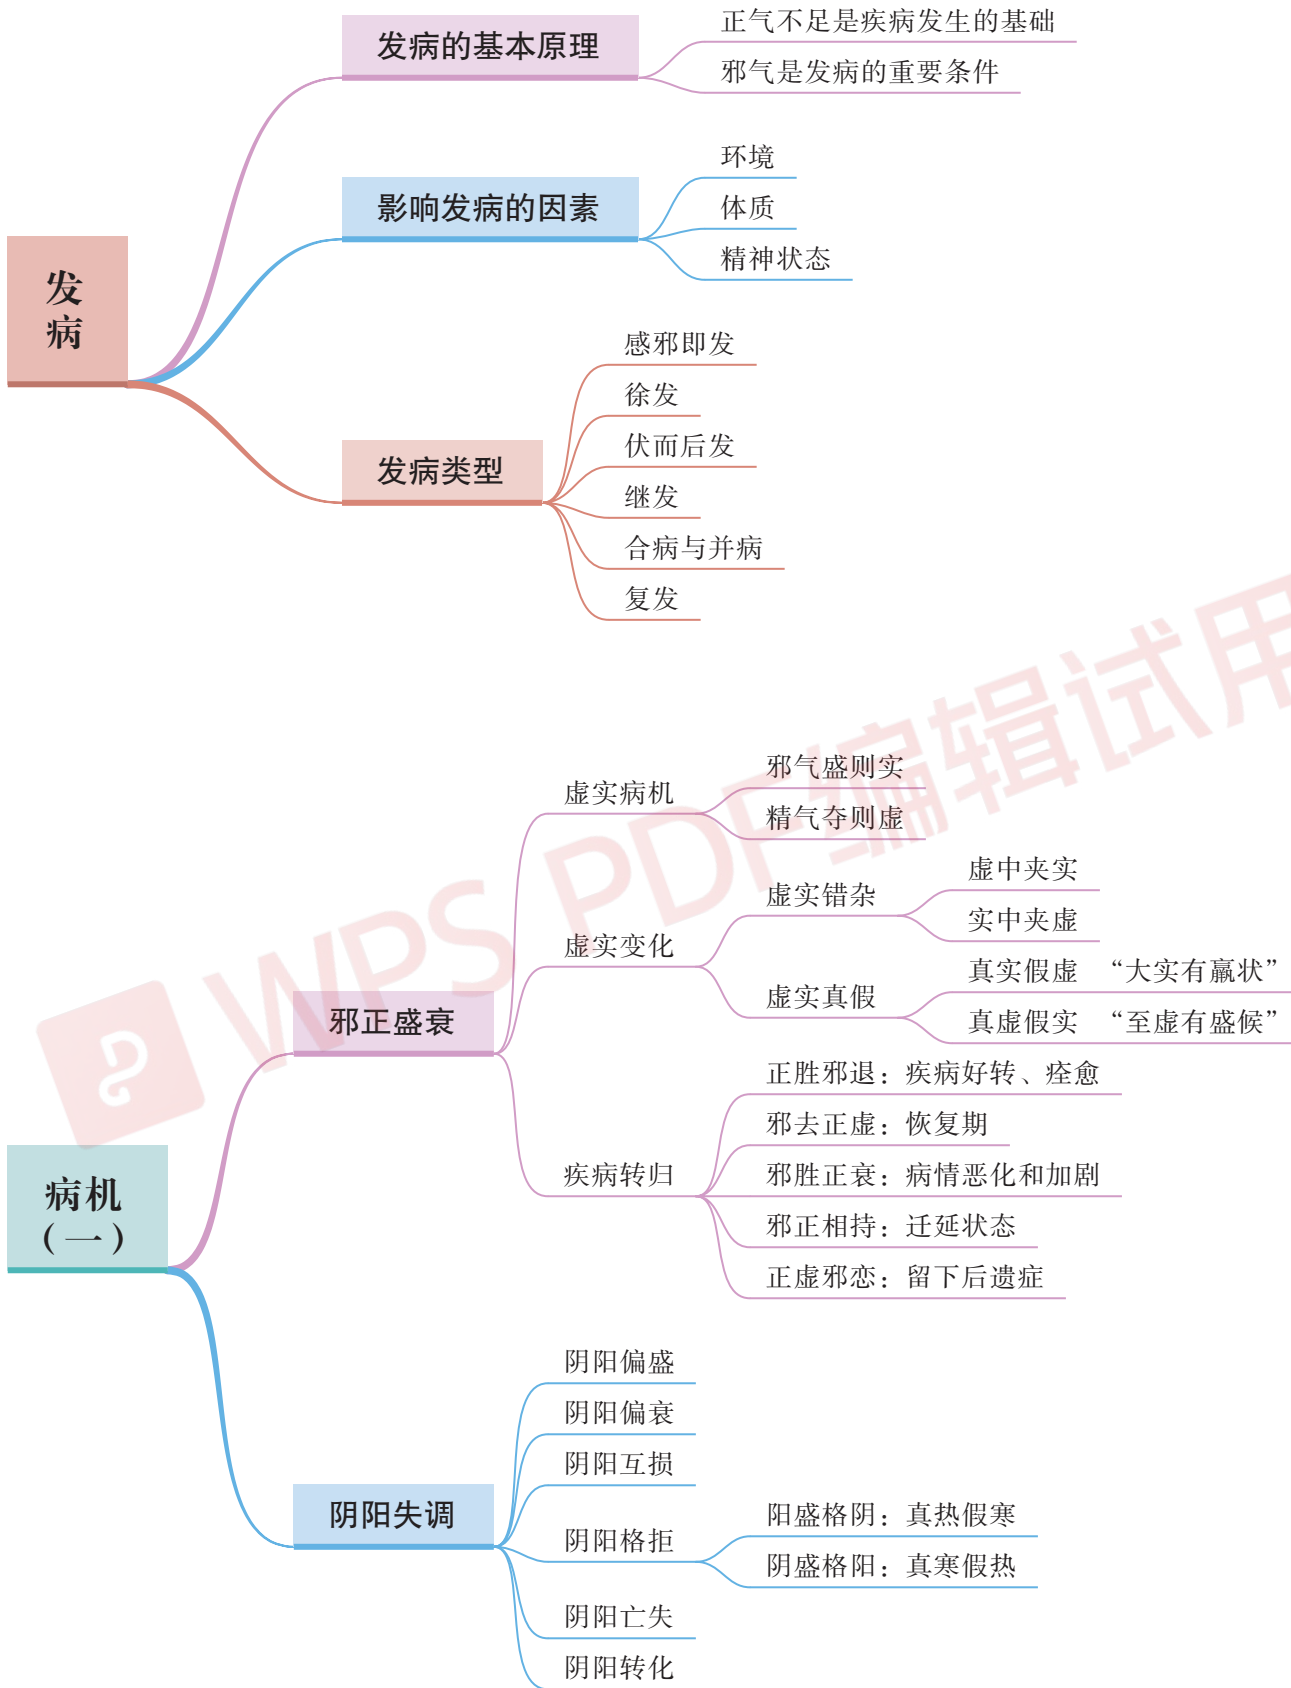 发病的基本原理
正气不足是疾病发生的基础
邪气是发病的重要条件
影响发病的因素
环境
体质
精神状态
发
病
发病类型
感邪即发
徐发
伏而后发
继发
合病与并病
复发
WPS PDF编辑试用
病机
（一）
邪正盛衰
虚实病机
邪气盛则实
精气夺则虚
虚实变化
虚实错杂
虚中夹实
实中夹虚
虚实真假
真实假虚 “大实有羸状”
真虚假实 “至虚有盛候”
疾病转归
正胜邪退：疾病好转、痊愈
邪去正虚：恢复期
邪胜正衰：病情恶化和加剧
邪正相持：迁延状态
正虚邪恋：留下后遗症
阴阳失调
阴阳偏盛
阴阳偏衰
阴阳互损
阴阳格拒
阳盛格阴：真热假寒
阴盛格阳：真寒假热
阴阳亡失
阴阳转化